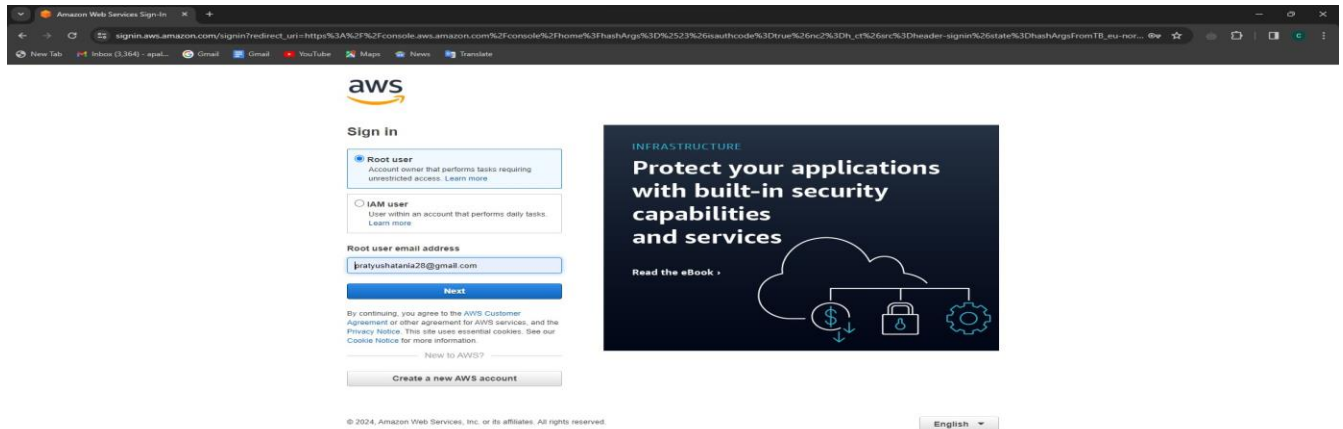 Amazon Web Services Sign-In
signin.aws.amazon.com/signin?redirect_uri=https%3A%2F%2Fconsole.aws.amazon.com%2Fconsole%2Fhome%3FhashArgs%3D%2523%26isauthcode%3Dtrue%26nc2%3Dh_ct%26src%3Dheader-signin%26state%3DhashArgsFromTB_eu-nor...
New Tab Inbox (3,364) - apal... Gmail Gmail YouTube Maps News Translate
aws
Sign in
Root user
Account owner that performs tasks requiring
unrestricted access. Learn more
IAM user
User within an account that performs daily tasks.
Learn more
Root user email address
pratyushatania28@gmail.com
Next
By continuing, you agree to the AWS Customer
Agreement or other agreement for AWS services, and the
Privacy Notice. This site uses essential cookies. See our
Cookie Notice for more information.
New to AWS?
Create a new AWS account
INFRASTRUCTURE
Protect your applications
with built-in security
capabilities
and services
Read the eBook ›
$
© 2024, Amazon Web Services, Inc. or its affiliates. All rights reserved.
English